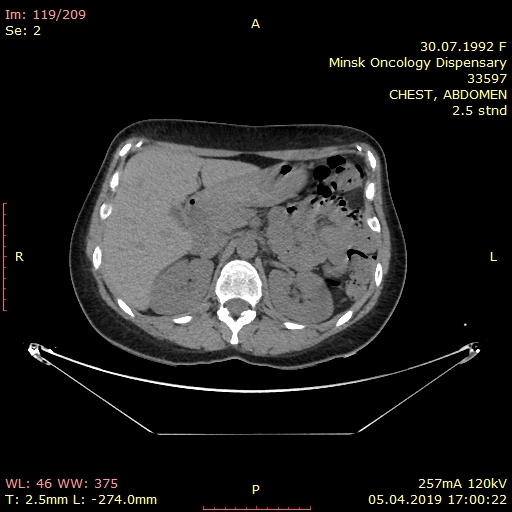 Im: 119/209
Se: 2
A
30.07.1992 F
Minsk Oncology Dispensary
33597
CHEST, ABDOMEN
2.5 stnd
R
L
WL: 46 WW: 375
T: 2.5mm L: -274.0mm
P
257mA 120kV
05.04.2019 17:00:22